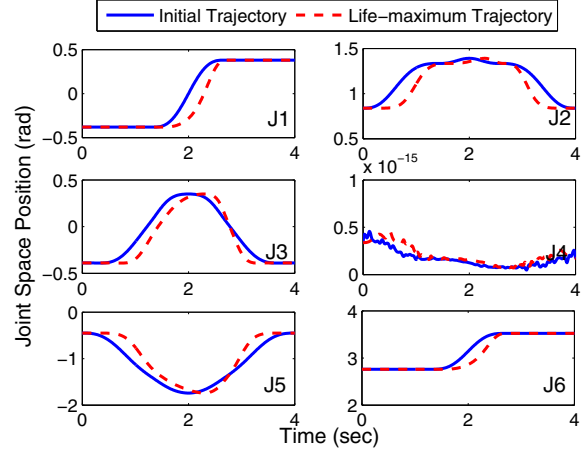 Initial Trajectory Life−maximum Trajectory
Joint Space Position (rad)
0.5
0
−0.5
0 2 4
J1
1.5
1
0.5
0 2 4
J2
0.5
0
−0.5
0 2 4
J3
x 10−15
1
0.5
0
0 2 4
J4
0
−1
−2
0 2 4
J5
4
3
2
0 2 4
J6
Time (sec)